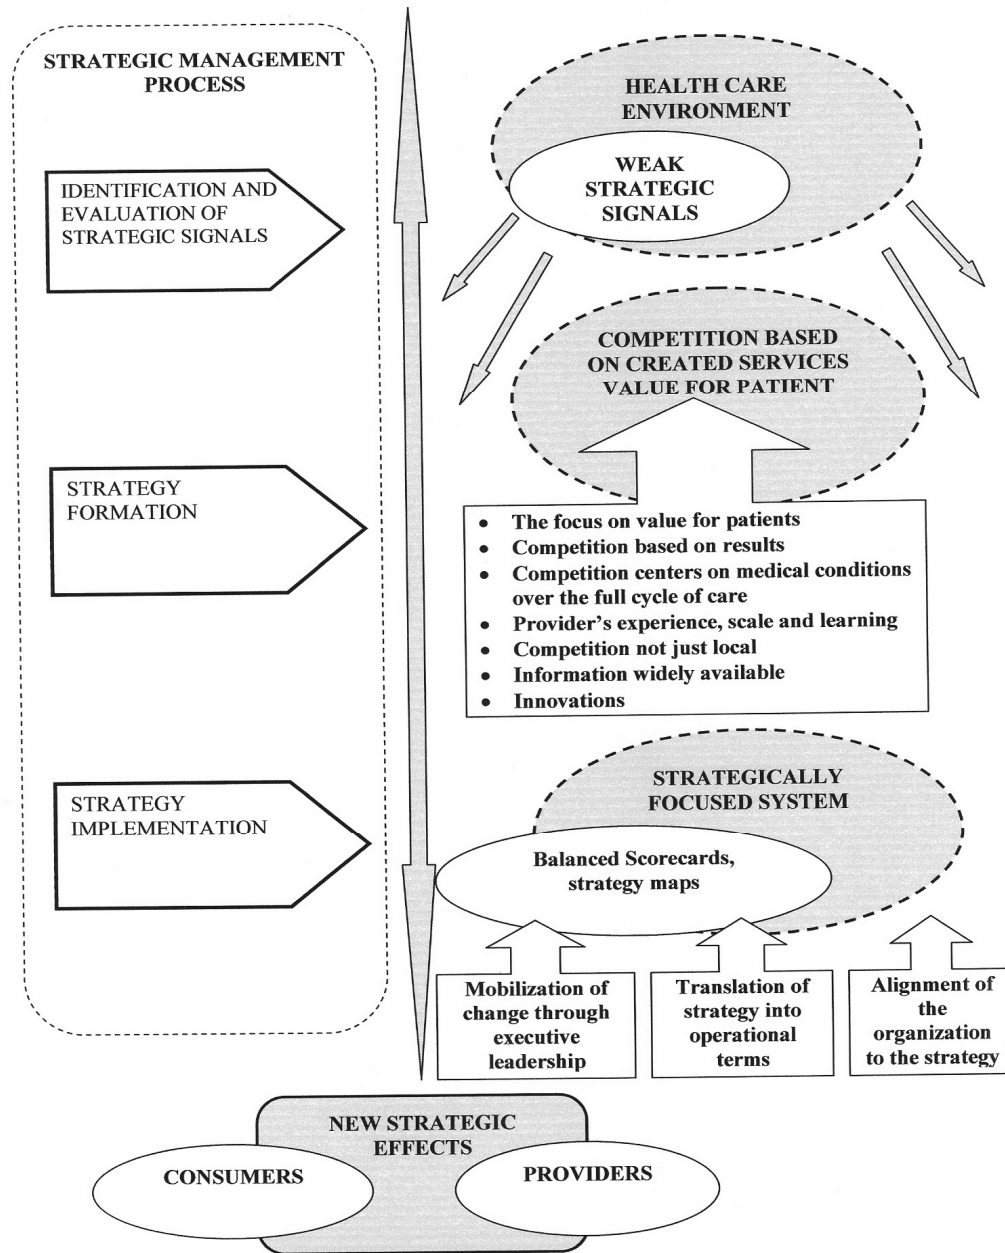 STRATEGIC MANAGEMENT
PROCESS
IDENTIFICATION AND
EVALUATION OF
STRATEGIC SIGNALS
STRATEGY
FORMATION
STRATEGY
IMPLEMENTATION
HEALTH CARE
ENVIRONMENT
WEAK
STRATEGIC
SIGNALS
COMPETITION BASED
ON CREATED SERVICES
VALUE FOR PATIENT
• The focus on value for patients
• Competition based on results
• Competition centers on medical conditions
over the full cycle of care
• Provider's experience, scale and learning
• Competition not just local
• Information widely available
• Innovations
STRATEGICALLY
FOCUSED SYSTEM
Balanced Scorecards,
strategy maps
Mobilization of
change through
executive
leadership
Translation of
strategy into
operational
terms
Alignment of
the
organization
to the strategy
NEW STRATEGIC
EFFECTS
CONSUMERS
PROVIDERS